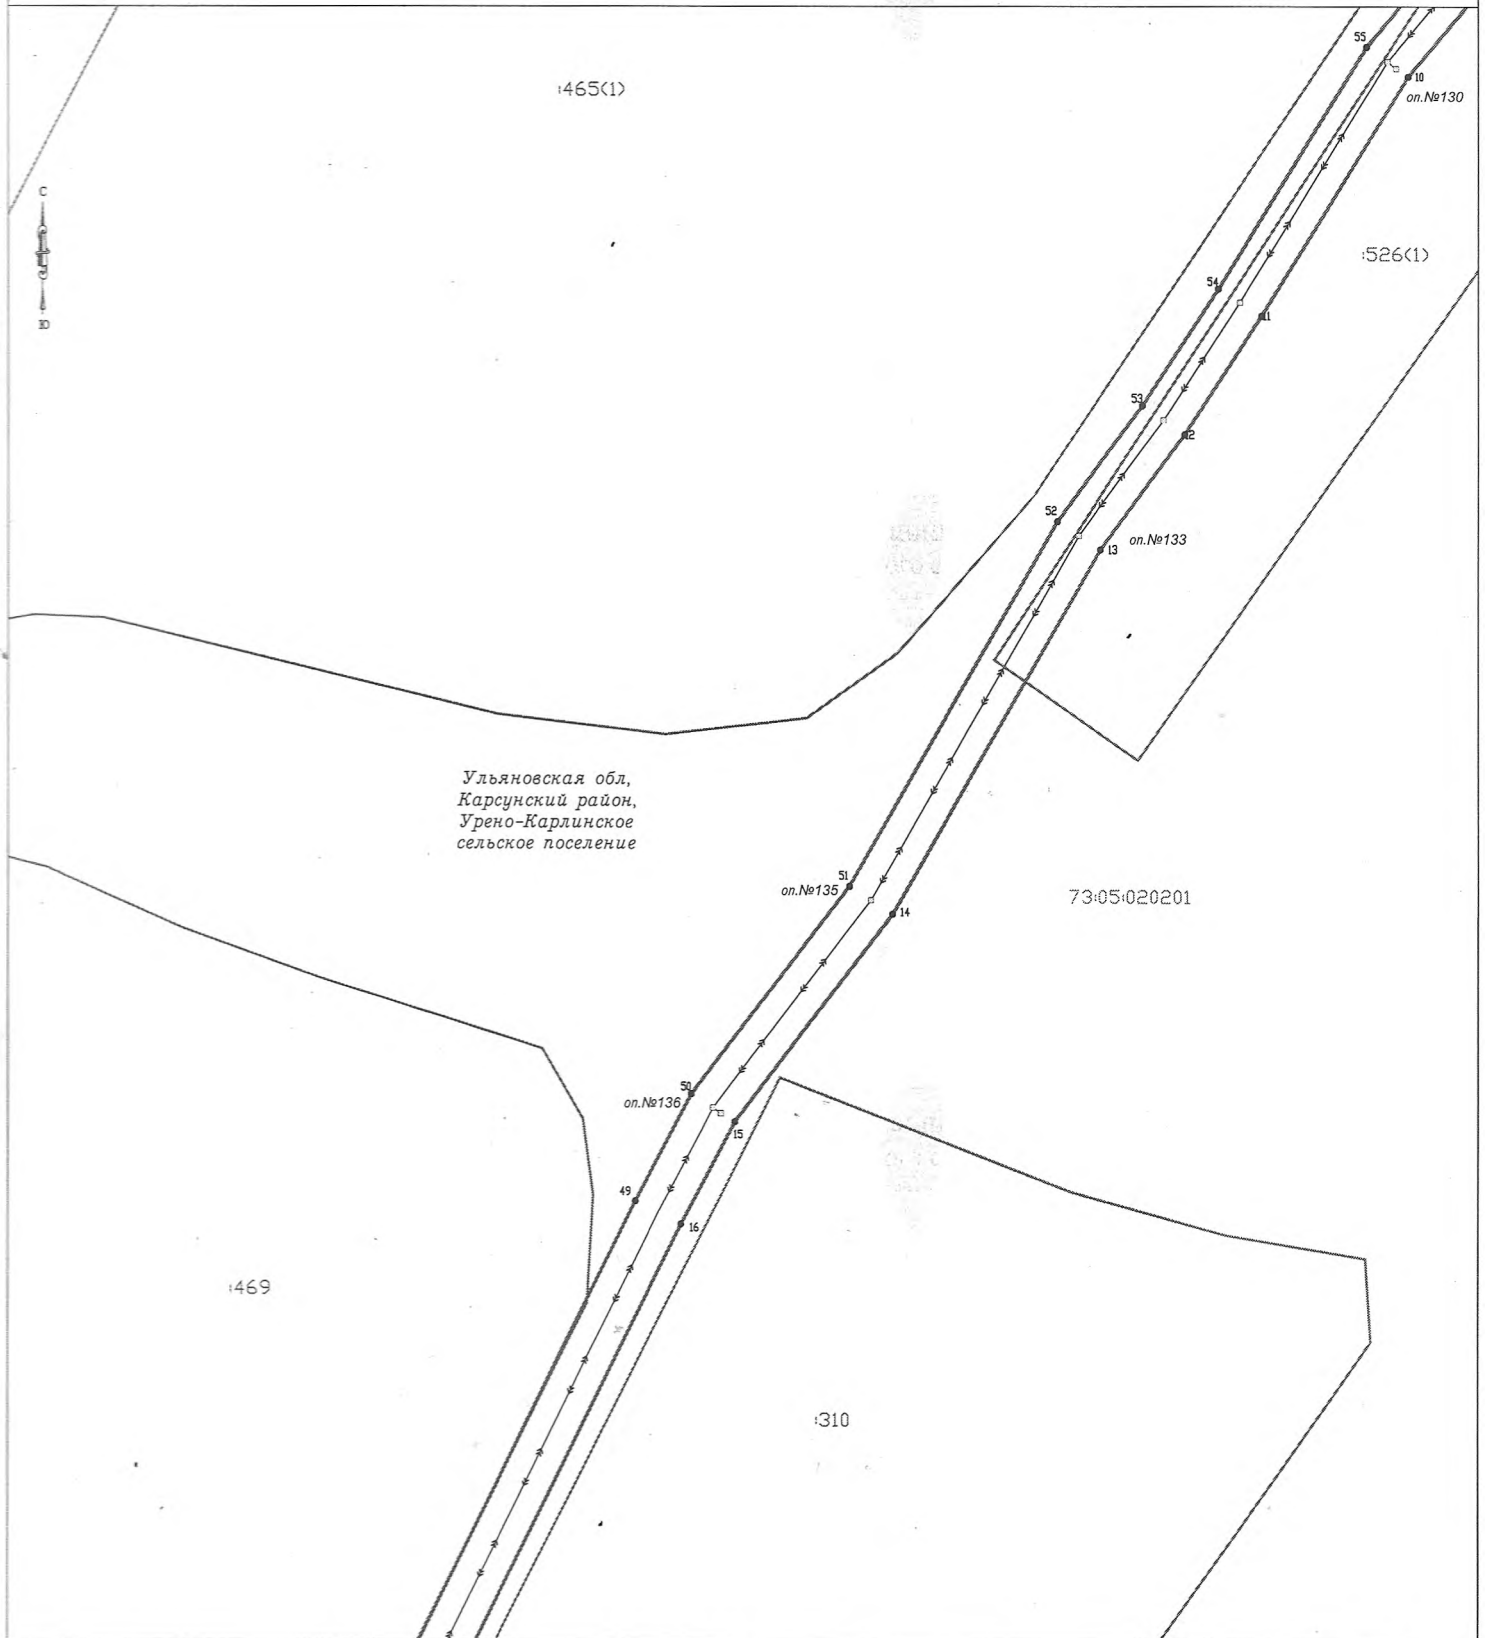 55
:465(1)
10
оп.№130
С
:526(1)
54
Ю
11
53
12
52
оп.№133
13
Ульяновская обл,
Карсунский район,
Урено-Карлинское
сельское поселение
51
оп.№135
73:05:020201
14
50
оп.№136
15
49
16
:469
:310